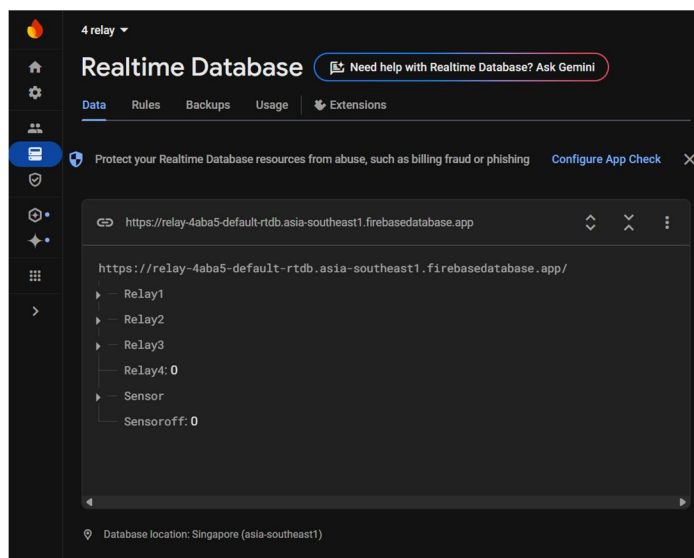 4 relay
Realtime Database
Need help with Realtime Database? Ask Gemini
Data Rules Backups Usage Extensions
Protect your Realtime Database resources from abuse, such as billing fraud or phishing Configure App Check
https://relay-4aba5-default-rtdb.asia-southeast1.firebasedatabase.app
https://relay-4aba5-default-rtdb.asia-southeast1.firebasedatabase.app/
Relay1
Relay2
Relay3
Relay4: 0
Sensor
Sensoroff: 0
Database location: Singapore (asia-southeast1)